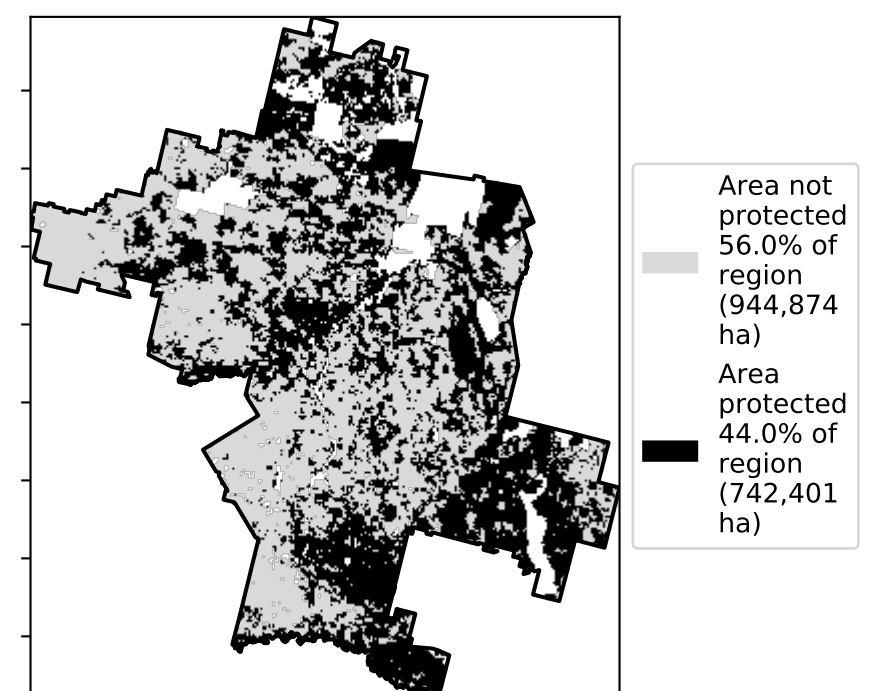 Area not
protected
56.0% of
region
(944,874
ha)
Area
protected
44.0% of
region
(742,401
ha)